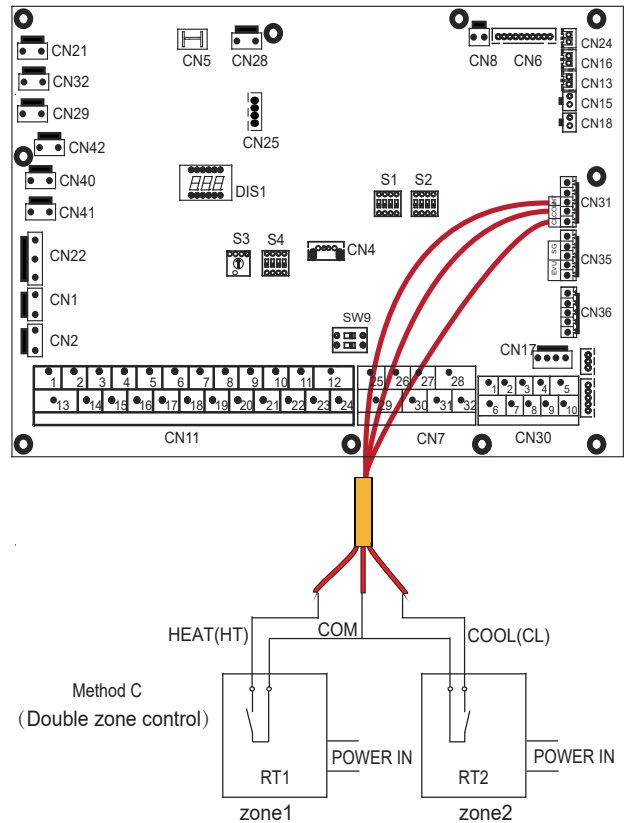 CN21
CN5
CN28
CN8
CN6
CN24
CN16
CN32
CN13
CN29
CN15
CN18
CN25
CN42
CN40
DIS1
S1
S2
CN31
CN41
CN22
S3
S4
CN4
SG
EVU
CN35
CN1
SW9
CN36
CN2
CN17
1 2 3 4 5 6 7 8 9 10 11 12
25 26 27 28
1 2 3 4 5
13 14 15 16 17 18 19 20 21 22 23 24
29 30 31 32
6 7 8 9 10
CN11
CN7
CN30
HEAT(HT)
COM
COOL(CL)
Method C
（Double zone control）
POWER IN
POWER IN
RT1
RT2
zone1
zone2